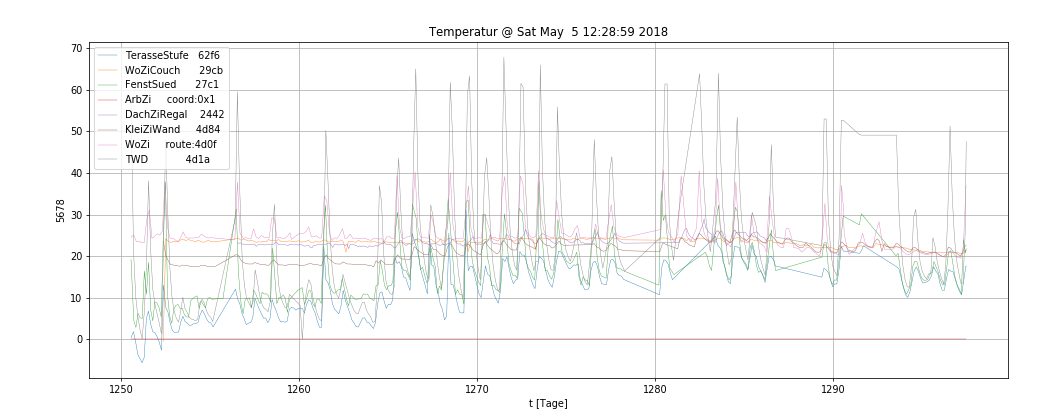 Temperatur @ Sat May  5 12:28:59 2018
70
60
50
40
30
20
10
0
5678
TerasseStufe 62f6
WoZiCouch 29cb
FenstSued 27c1
ArbZi coord:0x1
DachZiRegal 2442
KleiZiWand 4d84
WoZi route:4d0f
TWD 4d1a
1250 1260 1270 1280 1290
t [Tage]